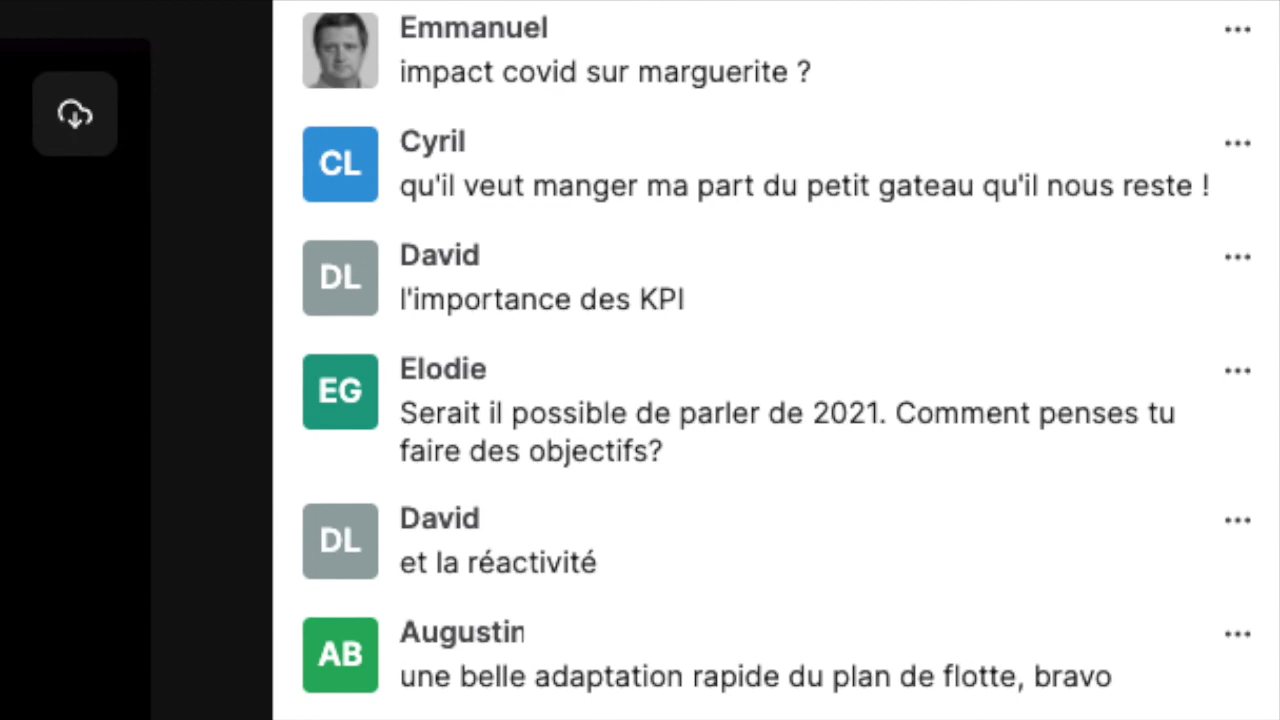 Emmanuel
impact covid sur marguerite ?
CL
Cyril
qu'il veut manger ma part du petit gateau qu'il nous reste !
DL
David
l'importance des KPI
EG
Elodie
Serait il possible de parler de 2021. Comment penses tu
faire des objectifs?
DL
David
et la réactivité
AB
Augustin
une belle adaptation rapide du plan de flotte, bravo